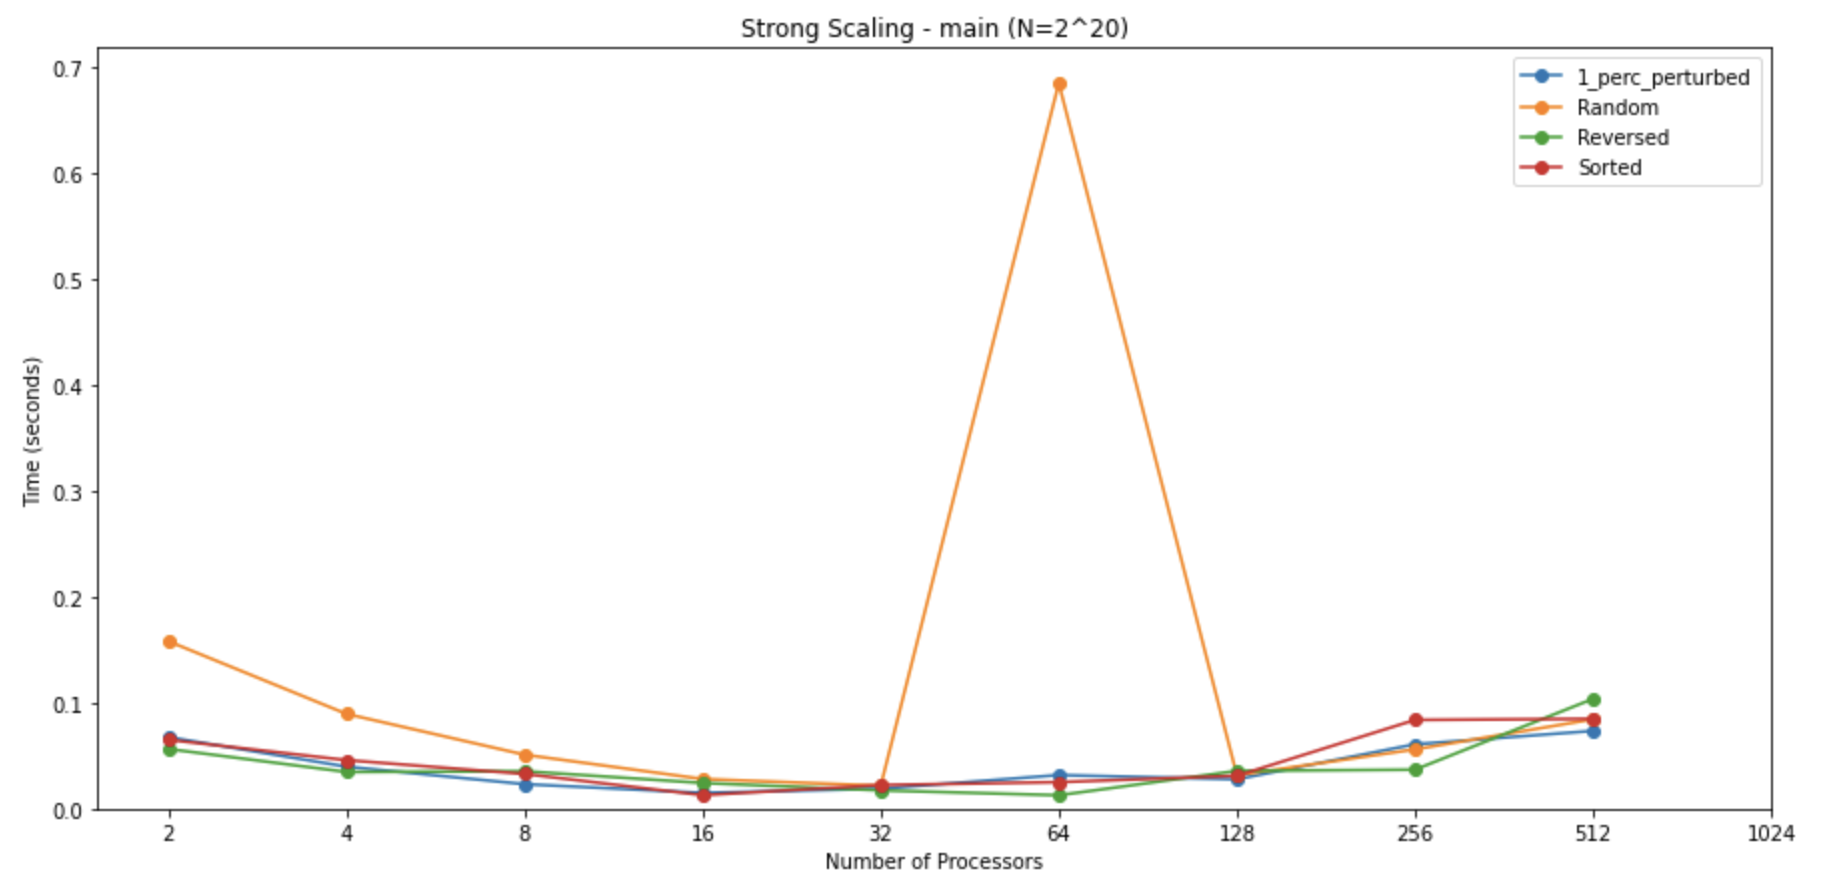 Strong Scaling - main (N=2^20)
1_perc_perturbed
Random
Reversed
Sorted
Time (seconds)
0.7
0.6
0.5
0.4
0.3
0.2
0.1
0.0
2 4 8 16 32 64 128 256 512 1024
Number of Processors